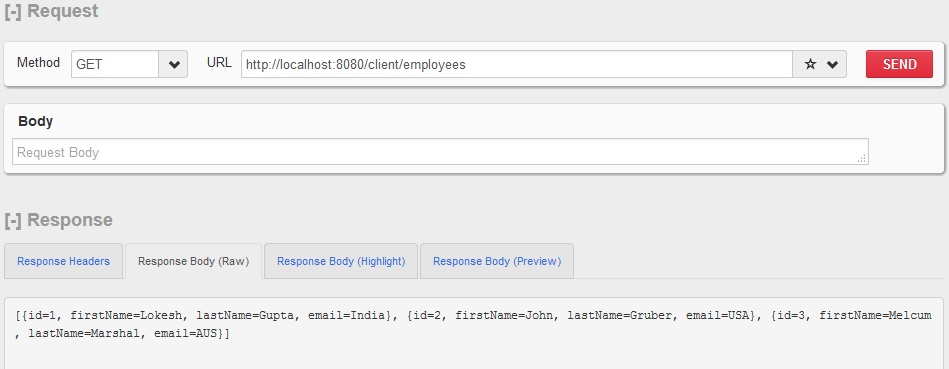 [-] Request
Method GET URL http://localhost:8080/client/employees SEND
Body
Request Body
[-] Response
Response Headers Response Body (Raw) Response Body (Highlight) Response Body (Preview)
[{id=1, firstName=Lokesh, lastName=Gupta, email=India}, {id=2, firstName=John, lastName=Gruber, email=USA}, {id=3, firstName=Melcum
, lastName=Marshal, email=AUS}]